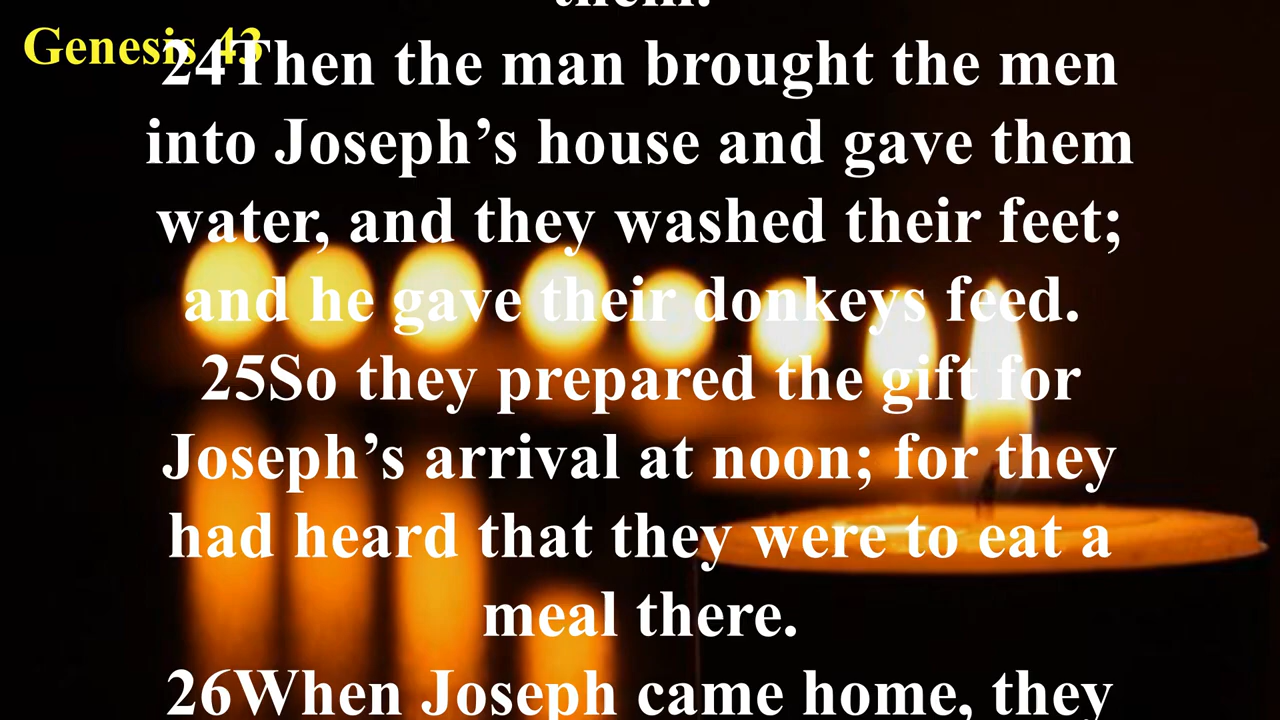 them.
Genesis 43
24Then the man brought the men
into Joseph’s house and gave them
water, and they washed their feet;
and he gave their donkeys feed.
25So they prepared the gift for
Joseph’s arrival at noon; for they
had heard that they were to eat a
meal there.
26When Joseph came home, they